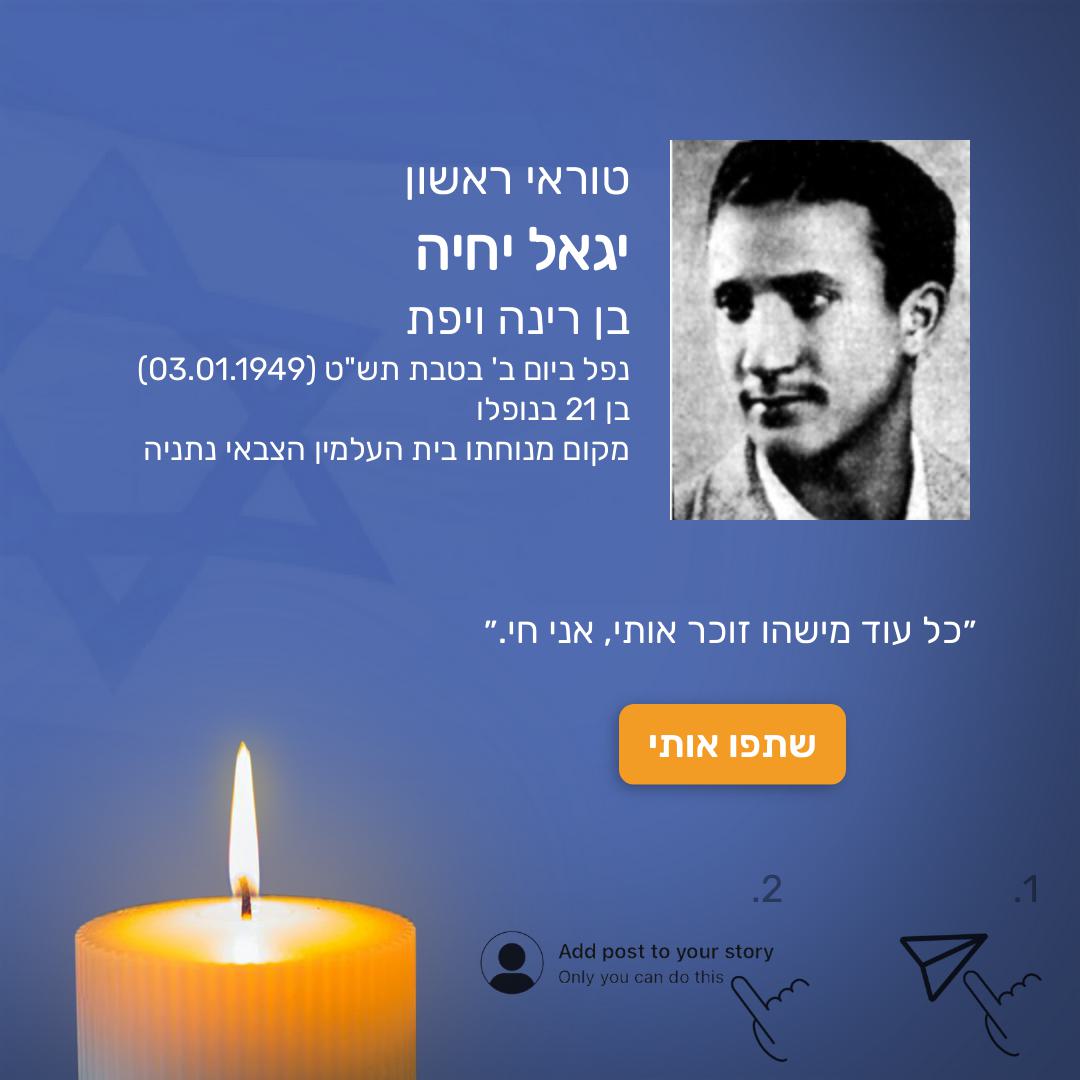 טוראי ראשון
יגאל יחיה
בן רינה ויפת
נפל ביום ב' בטבת תש"ט (03.01.1949)
בן 21 בנופלו
מקום מנוחתו בית העלמין הצבאי נתניה
״כל עוד מישהו זוכר אותי, אני חי.״
שתפו אותי
1.
2.
Add post to your story
Only you can do this